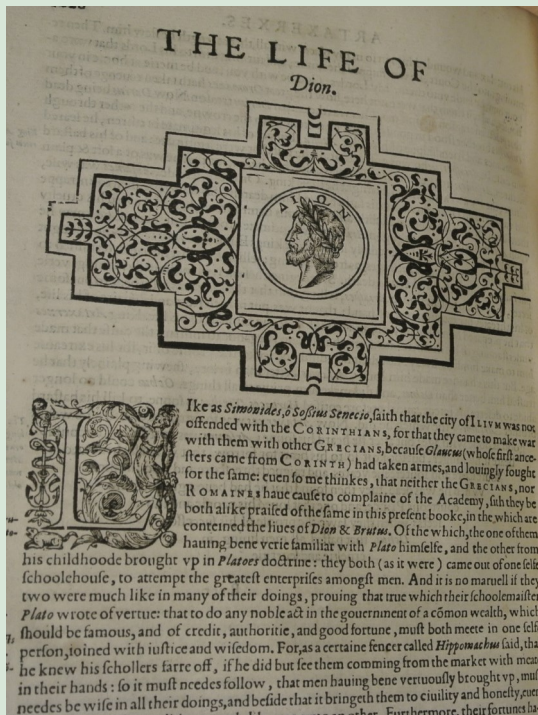 THE LIFE OF
Dion.
ΔΙΩΝ
LIke as Simonides, ô Sossius Senecio, saith that the city of ILIVM was not
offended with the CORINTHIANS, for that they came to make war
with them with other GRECIANS, because Glaucus (whose first ance-
sters came from CORINTH) had taken armes, and louingly fought
for the same: euen so me thinkes, that neither the GRECIANS, nor
ROMAINES haue cause to complaine of the Academy, sith they be
both alike praised of the same in this present booke, in the which are
conteined the liues of Dion & Brutus. Of the which, the one of them
hauing bene verie familiar with Plato himselfe, and the other from
his childhoode brought vp in Platoes doctrine: they both (as it were) came out of one selfe
schoolehouse, to attempt the greatest enterprises amongst men. And it is no maruell if they
two were much like in many of their doings, prouing that true which their schoolemaister
Plato wrote of vertue: that to do any noble act in the gouernment of a cōmon wealth, which
should be famous, and of credit, authoritie, and good fortune, must both meete in one selfe
person, ioined with iustice and wisedom. For, as a certaine fencer called Hippomachus said, that
he knew his schollers farre off, if he did but see them comming from the market with meat
in their hands: so it must needes follow, that men hauing bene vertuously brought vp, must
needes be wise in all their doings, and beside that it bringeth them to ciuility and honesty, euen
Furthermore, their fortunes ha-